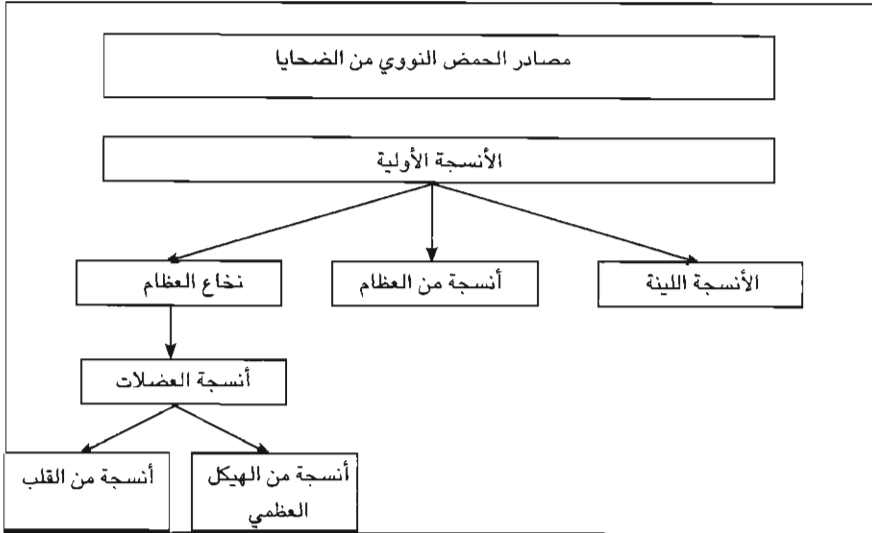 مصادر الحمض النووي من الضحايا
الأنسجة الأولية
الأنسجة اللينة
أنسجة من العظام
نخاع العظام
أنسجة العضلات
أنسجة من الهيكل
العظمي
أنسجة من القلب